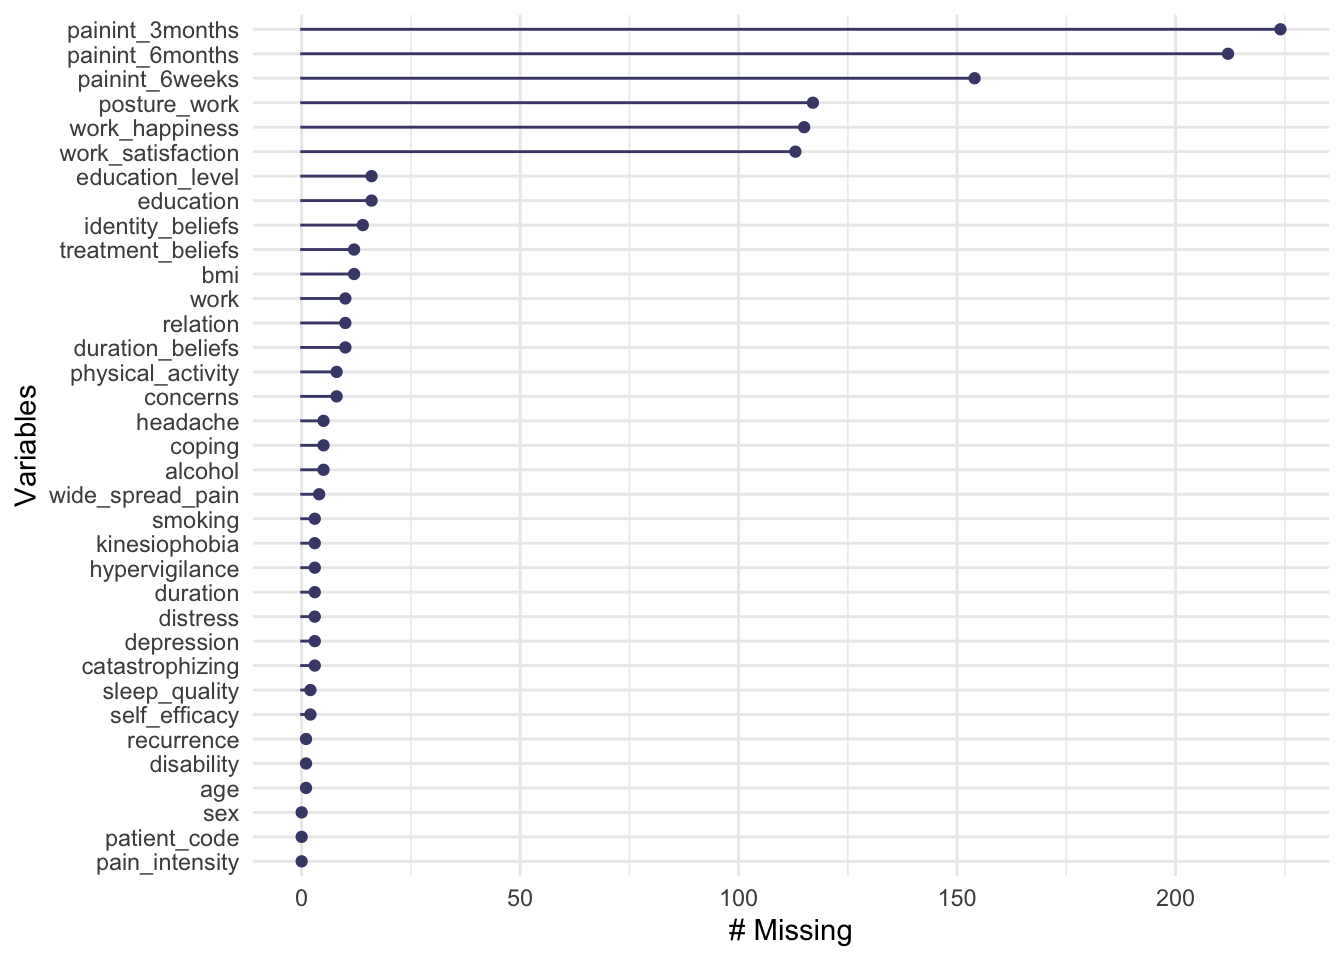 painint_3months
painint_6months
painint_6weeks
posture_work
work_happiness
work_satisfaction
education_level
education
identity_beliefs
treatment_beliefs
bmi
work
relation
duration_beliefs
physical_activity
concerns
headache
coping
alcohol
wide_spread_pain
smoking
kinesiophobia
hypervigilance
duration
distress
depression
catastrophizing
sleep_quality
self_efficacy
recurrence
disability
age
sex
patient_code
pain_intensity
Variables
0 50 100 150 200
# Missing